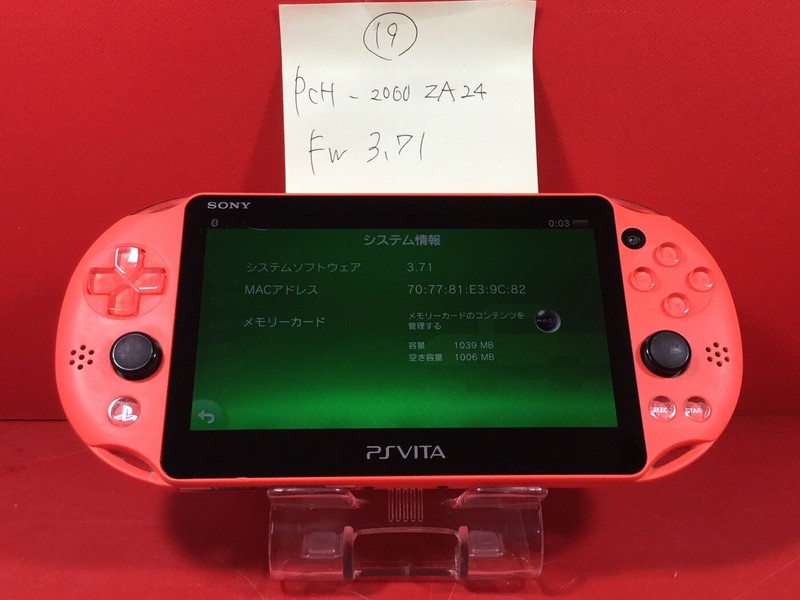 19
PCH - 2000 ZA24
FW 3.71
SONY
0:03
システム情報
システムソフトウェア 3.71
MACアドレス 70:77:81:E3:9C:82
メモリーカード メモリーカードのコンテンツを
管理する
容量 1039 MB
空き容量 1006 MB
PSVITA